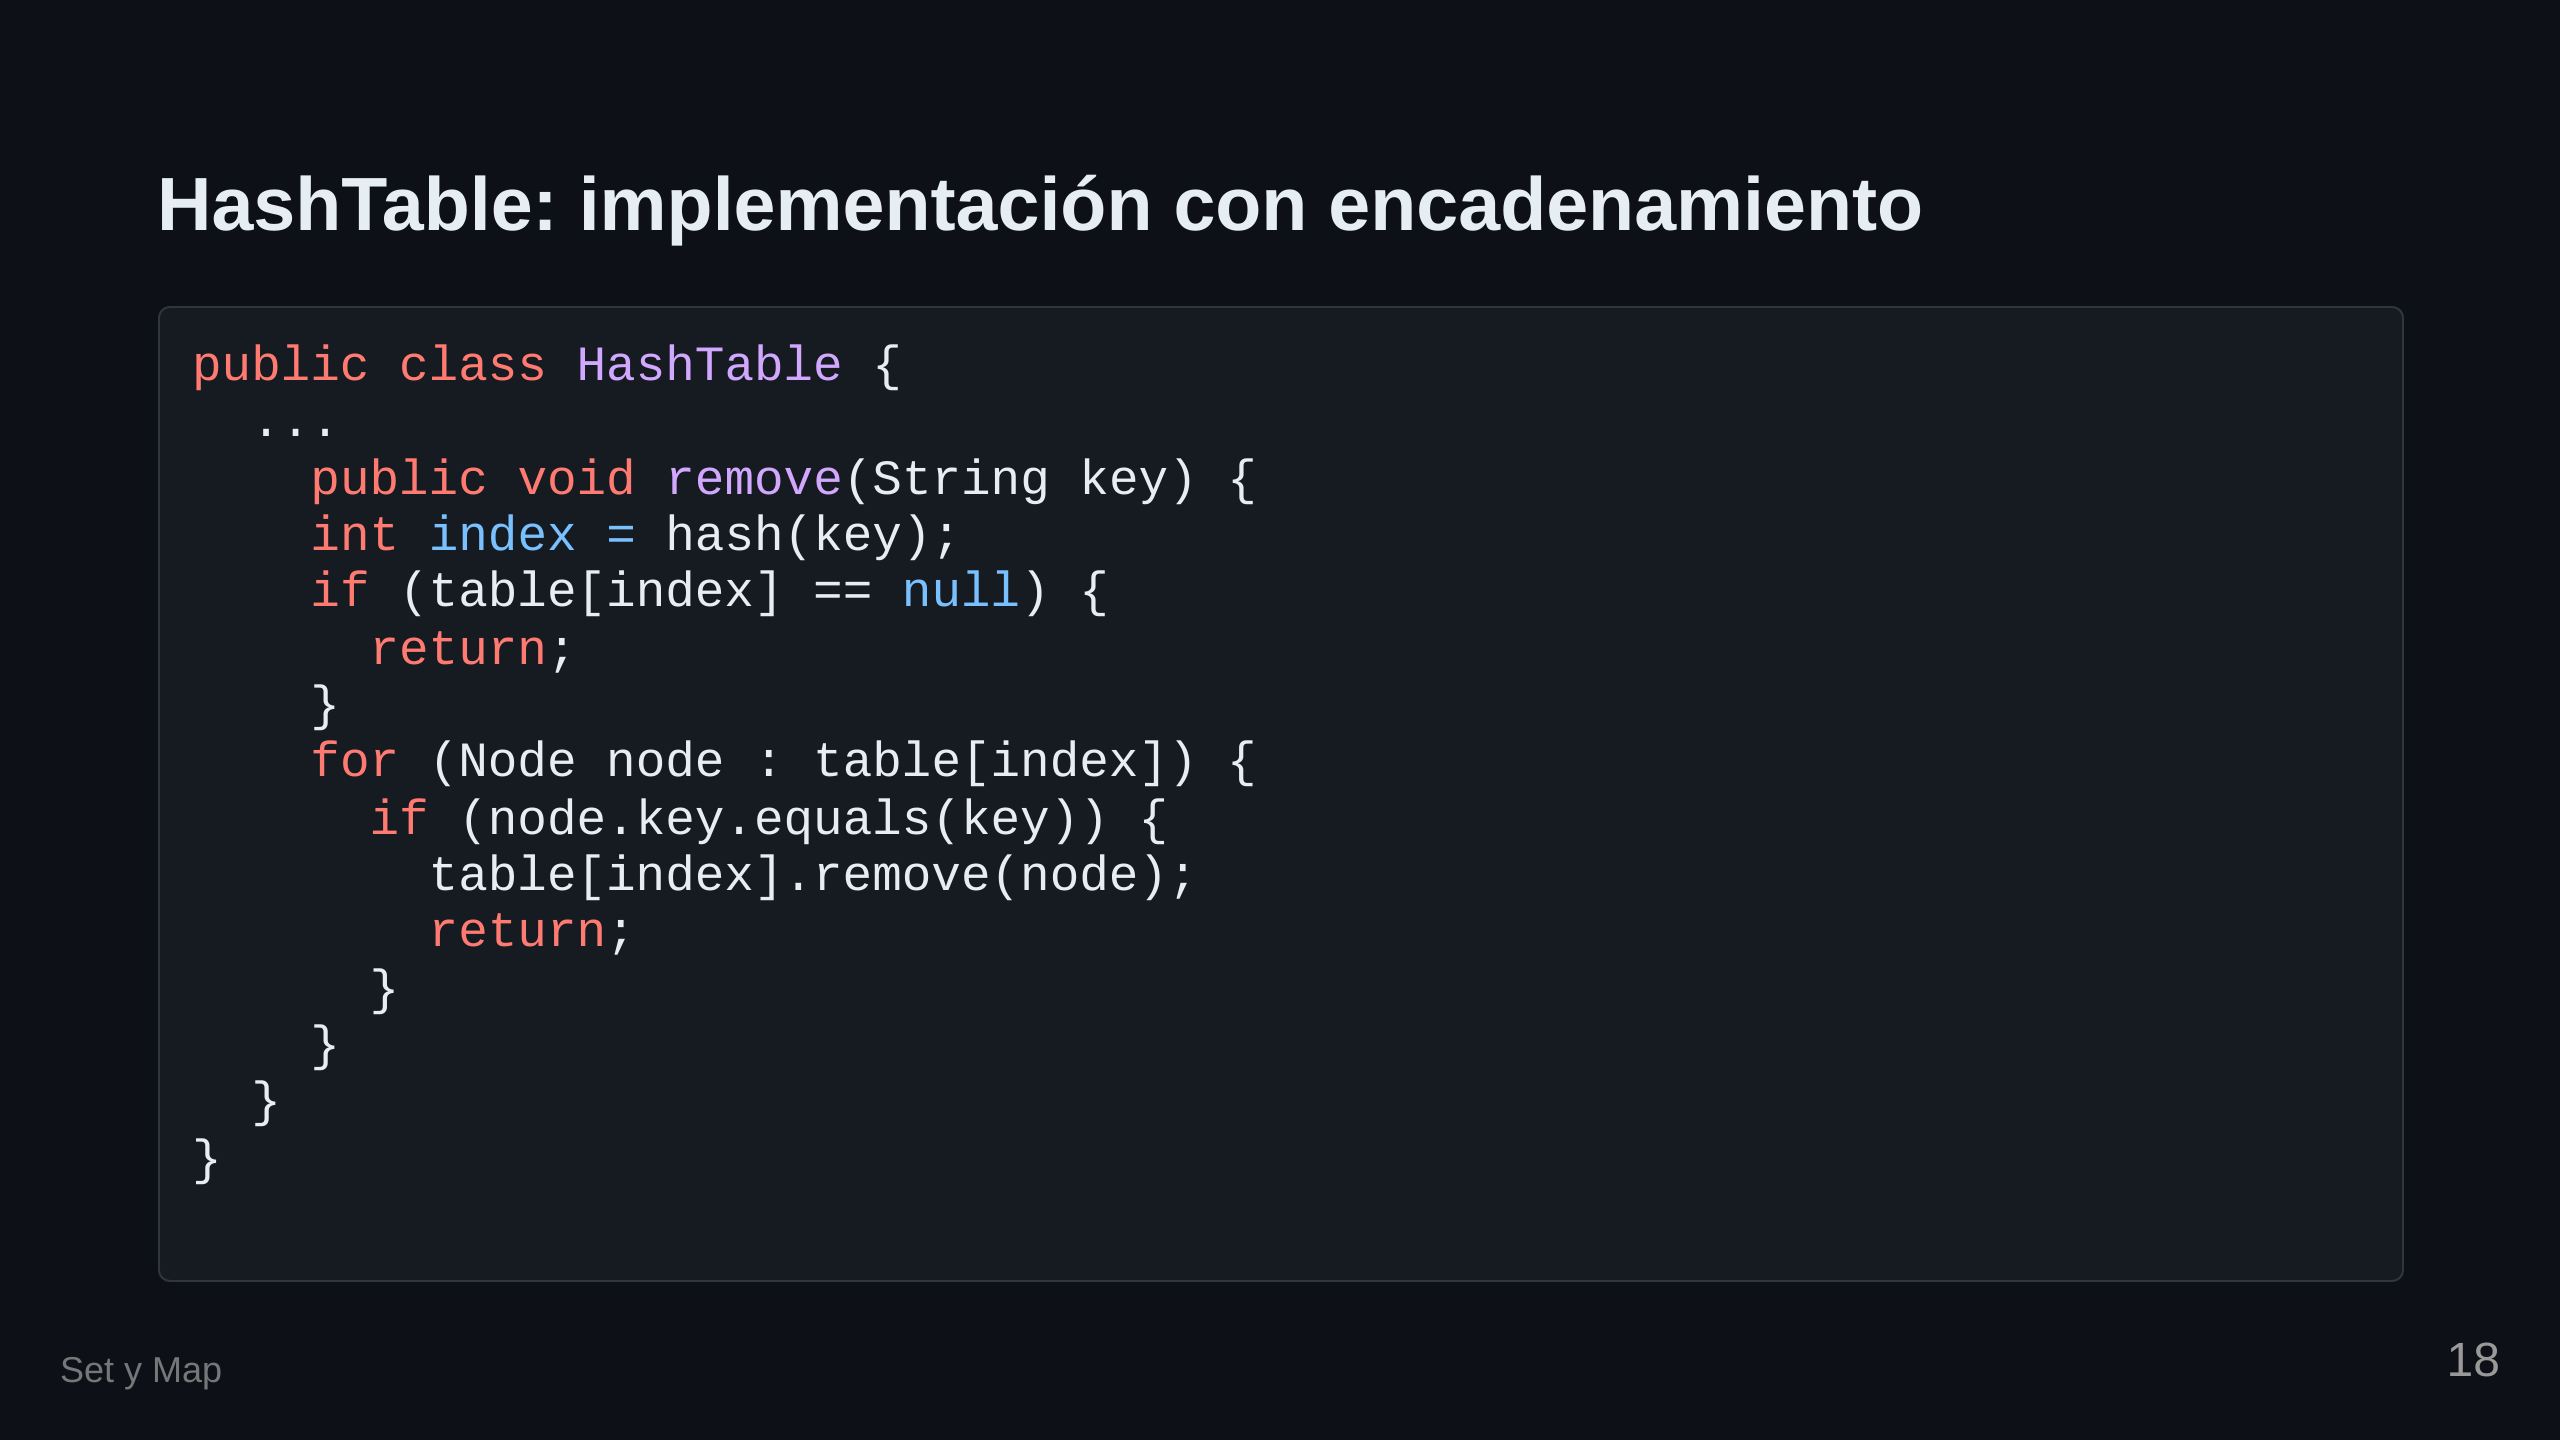 HashTable: implementación con encadenamiento
public class HashTable {
  ...
    public void remove(String key) {
    int index = hash(key);
    if (table[index] == null) {
      return;
    }
    for (Node node : table[index]) {
      if (node.key.equals(key)) {
        table[index].remove(node);
        return;
      }
    }
  }
}
Set y Map
18